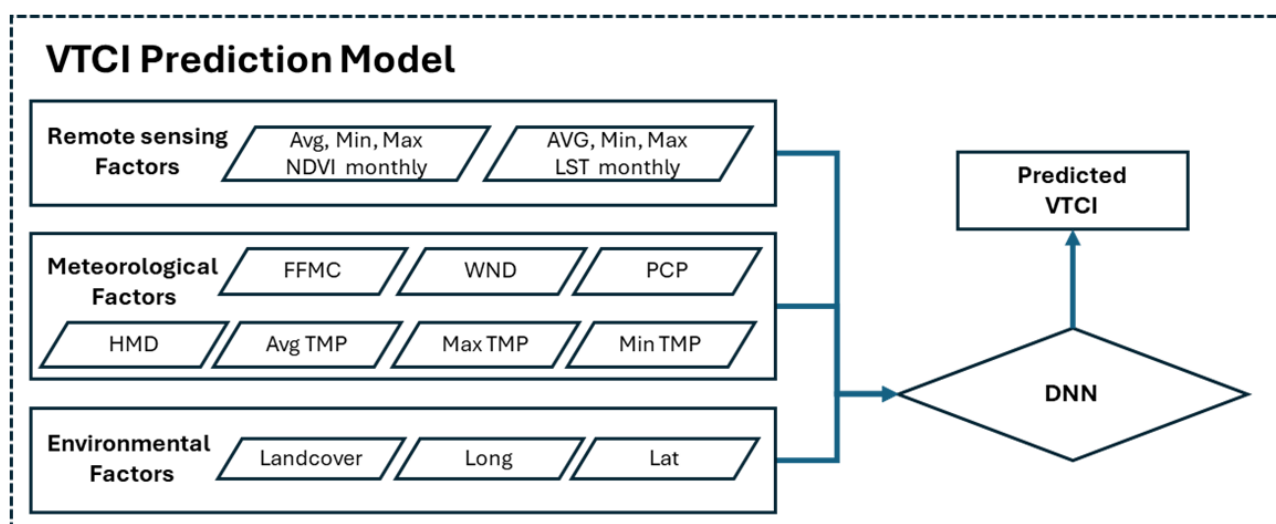 VTCI Prediction Model
Remote sensing
Factors
Avg, Min, Max
NDVI monthly
AVG, Min, Max
LST monthly
Meteorological
Factors
FFMC
WND
PCP
HMD
Avg TMP
Max TMP
Min TMP
Environmental
Factors
Landcover
Long
Lat
DNN
Predicted
VTCI